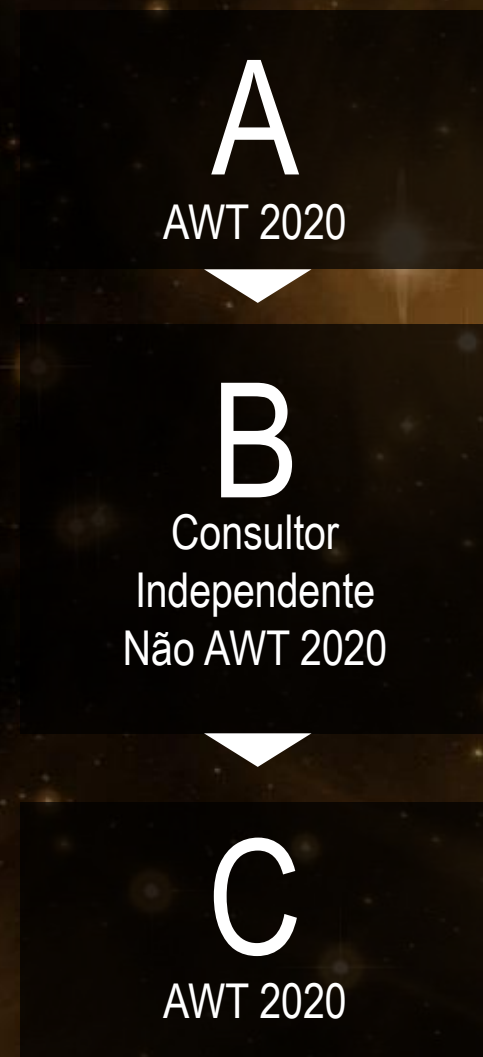 A
AWT 2020
B
Consultor
Independente
Não AWT 2020
C
AWT 2020